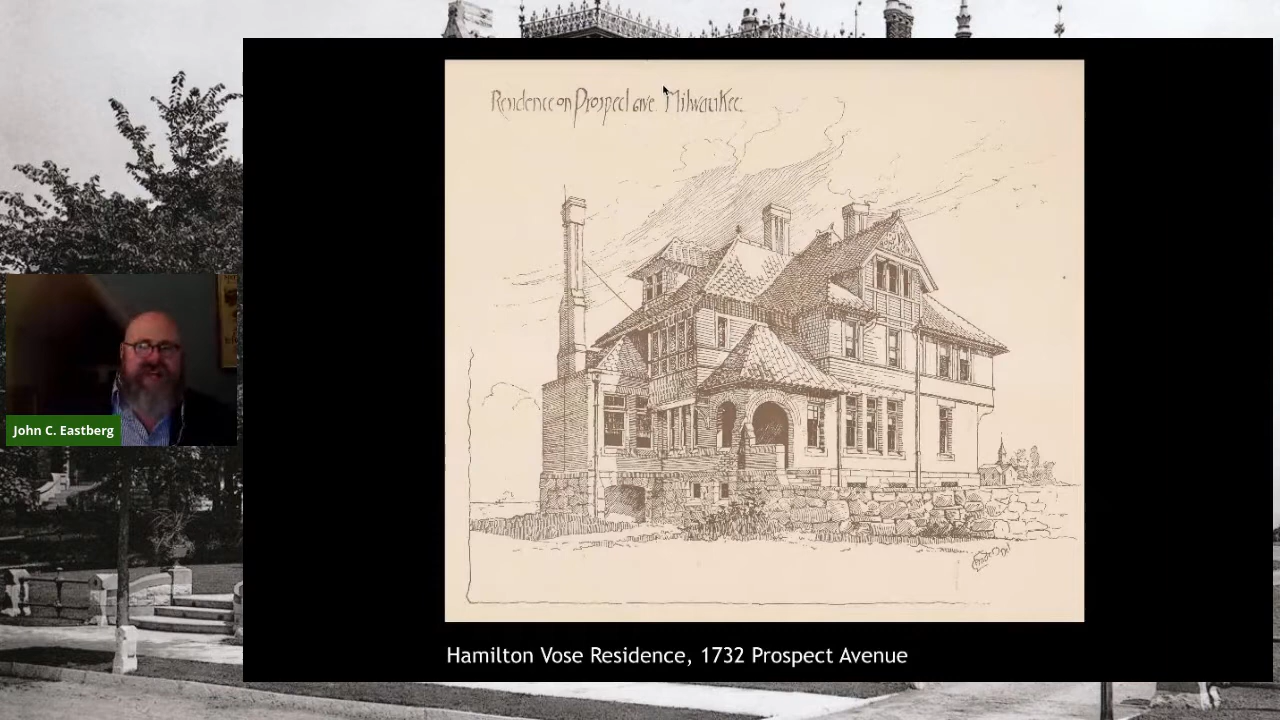 Residence on Prospect ave Milwaukee.
John C. Eastberg
Hamilton Vose Residence, 1732 Prospect Avenue